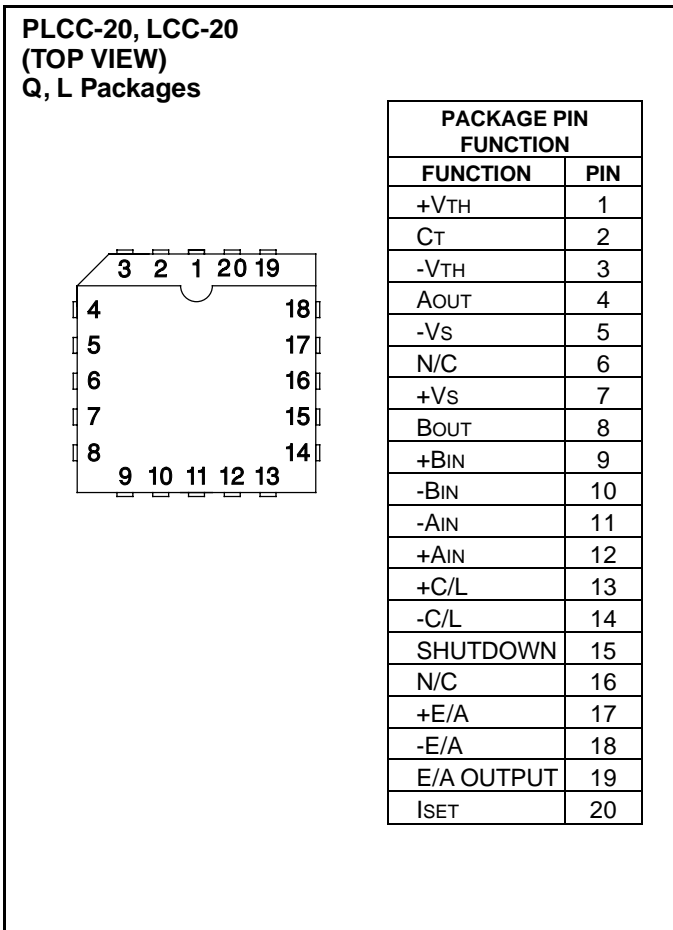 PLCC-20, LCC-20
(TOP VIEW)
Q, L Packages
3 2 1 20 19
4 18
5 17
6 16
7 15
8 14
9 10 11 12 13
PACKAGE PIN
FUNCTION
FUNCTION PIN
+VTH 1
CT 2
-VTH 3
AOUT 4
-VS 5
N/C 6
+VS 7
BOUT 8
+BIN 9
-BIN 10
-AIN 11
+AIN 12
+C/L 13
-C/L 14
SHUTDOWN 15
N/C 16
+E/A 17
-E/A 18
E/A OUTPUT 19
ISET 20